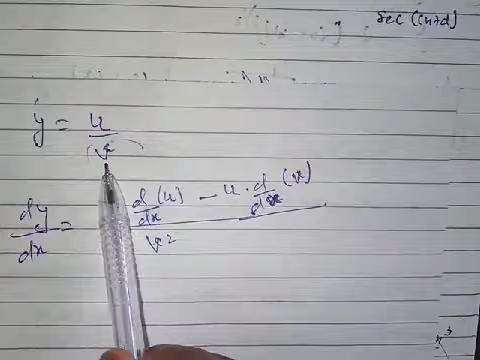 sec (cx+d)
y = u
v
dy = d (u) - u · d (v)
dx dx dx
v²